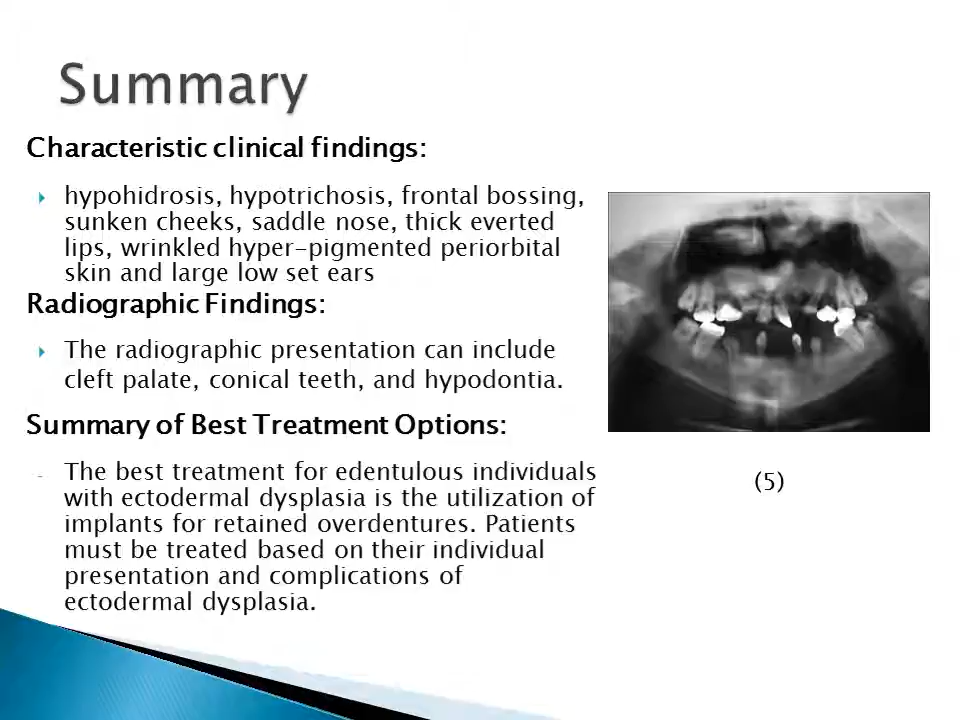 Summary
Characteristic clinical findings:
hypohidrosis, hypotrichosis, frontal bossing,
sunken cheeks, saddle nose, thick everted
lips, wrinkled hyper-pigmented periorbital
skin and large low set ears
Radiographic Findings:
The radiographic presentation can include
cleft palate, conical teeth, and hypodontia.
Summary of Best Treatment Options:
- The best treatment for edentulous individuals
with ectodermal dysplasia is the utilization of
implants for retained overdentures. Patients
must be treated based on their individual
presentation and complications of
ectodermal dysplasia.
(5)